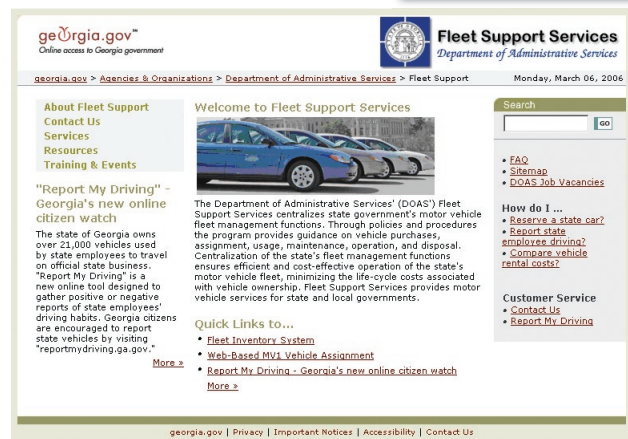 georgia.gov™
Online access to Georgia government
Fleet Support Services
Department of Administrative Services
georgia.gov > Agencies & Organizations > Department of Administrative Services > Fleet Support
Monday, March 06, 2006
About Fleet Support
Contact Us
Services
Resources
Training & Events
"Report My Driving" -
Georgia's new online
citizen watch
The state of Georgia owns
over 21,000 vehicles used
by state employees to travel
on official state business.
"Report My Driving" is a
new online tool designed to
gather positive or negative
reports of state employees'
driving habits. Georgia citizens
are encouraged to report
state vehicles by visiting
"reportmydriving.ga.gov."
More »
Welcome to Fleet Support Services
The Department of Administrative Services' (DOAS') Fleet
Support Services centralizes state government's motor vehicle
fleet management functions. Through policies and procedures
the program provides guidance on vehicle purchases,
assignment, usage, maintenance, operation, and disposal.
Centralization of the state's fleet management functions
ensures efficient and cost-effective operation of the state's
motor vehicle fleet, minimizing the life-cycle costs associated
with vehicle ownership. Fleet Support Services provides motor
vehicle services for state and local governments.
Quick Links to...
• Fleet Inventory System
• Web-Based MV1 Vehicle Assignment
• Report My Driving - Georgia's new online citizen watch
More »
Search
GO
• FAQ
• Sitemap
• DOAS Job Vacancies
How do I ...
• Reserve a state car?
• Report state
employee driving?
• Compare vehicle
rental costs?
Customer Service
• Contact Us
• Report My Driving
georgia.gov | Privacy | Important Notices | Accessibility | Contact Us